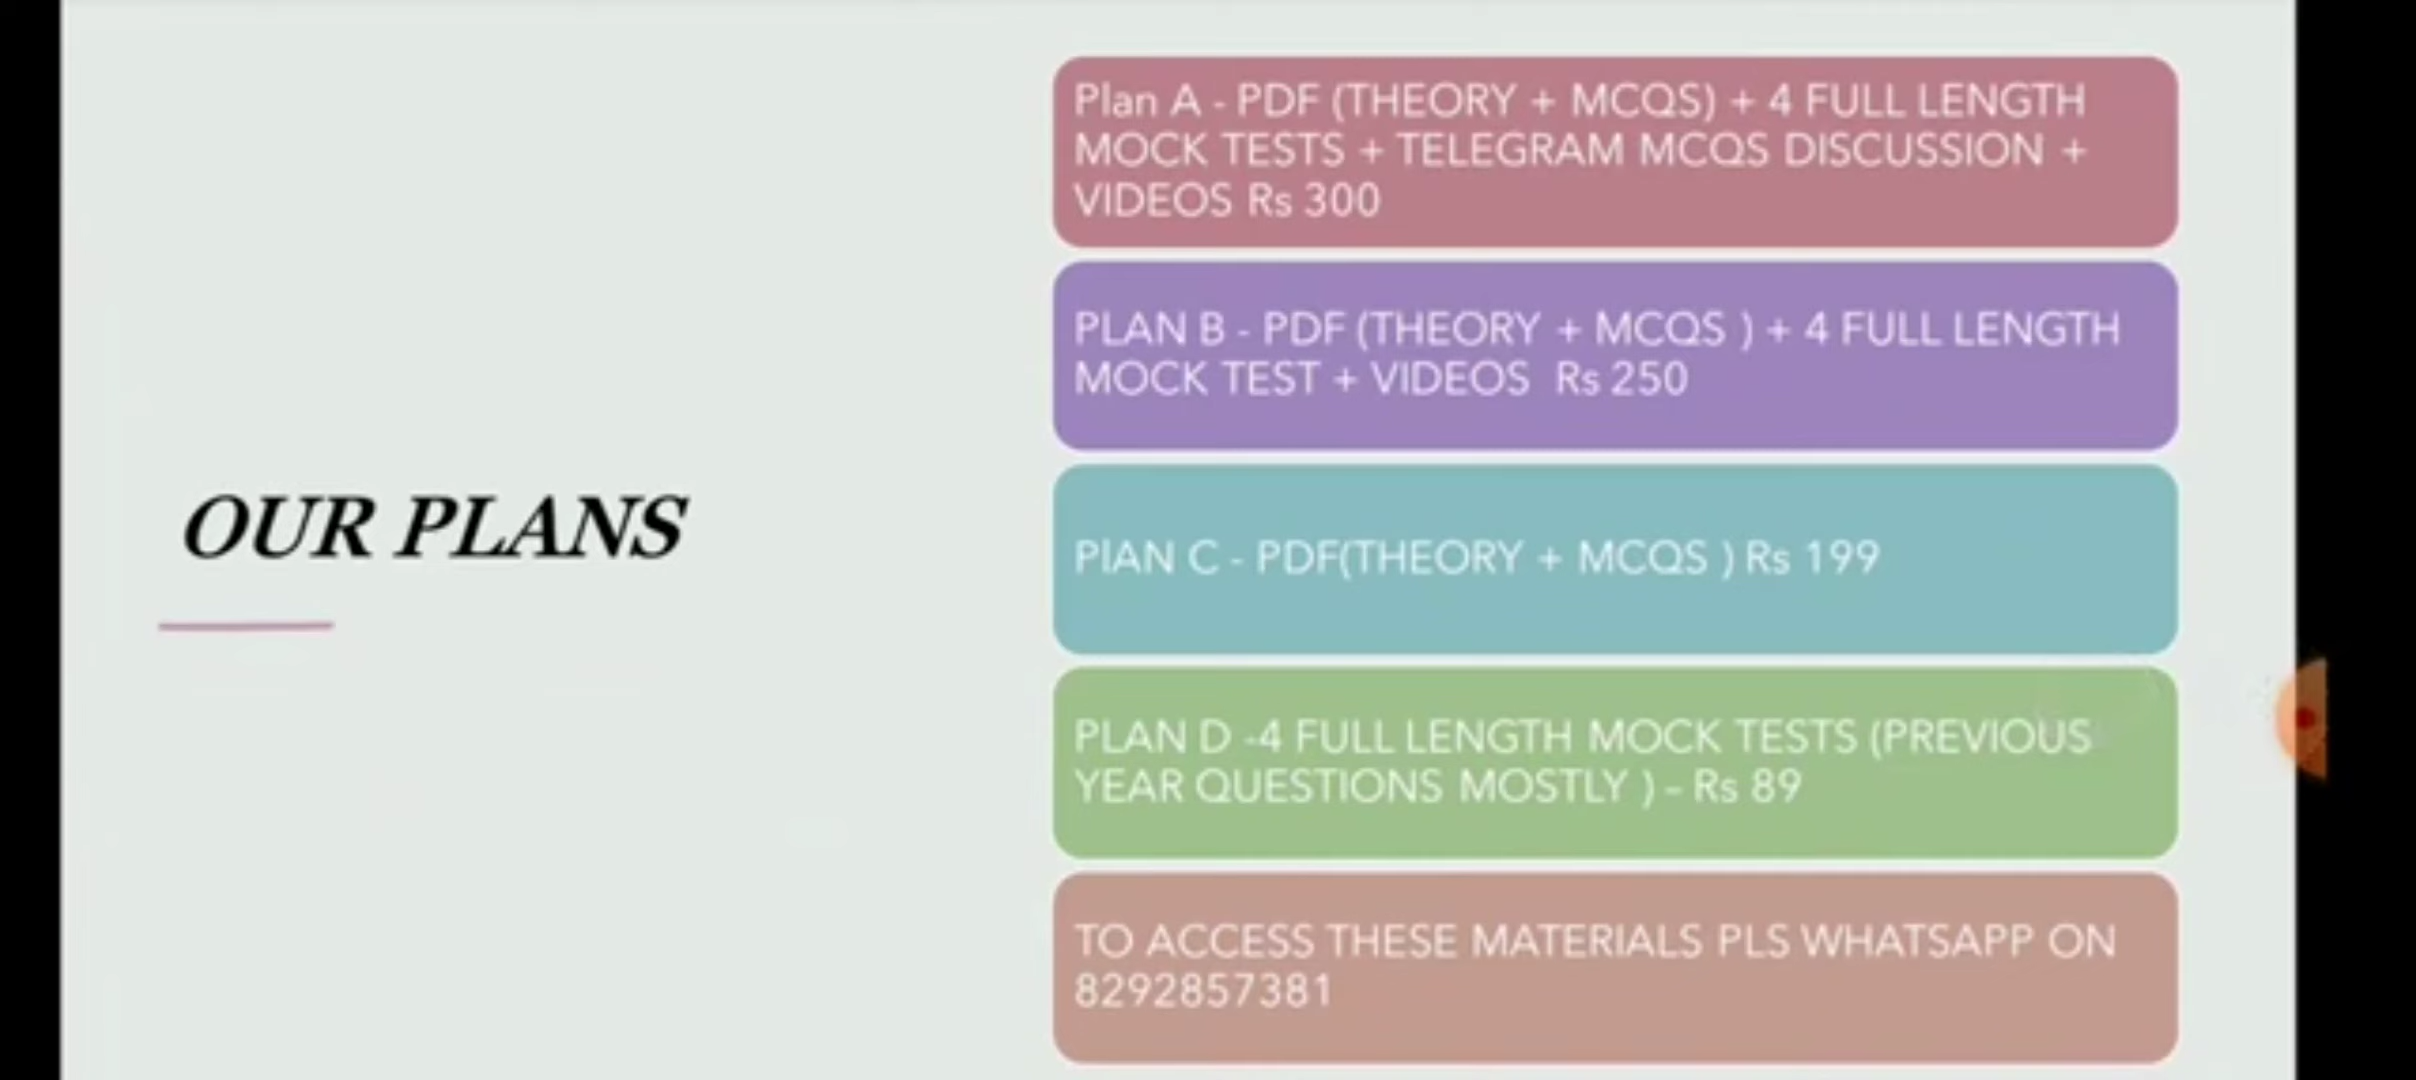 OUR PLANS
Plan A - PDF (THEORY + MCQS) + 4 FULL LENGTH
MOCK TESTS + TELEGRAM MCQS DISCUSSION +
VIDEOS Rs 300
PLAN B - PDF (THEORY + MCQS ) + 4 FULL LENGTH
MOCK TEST + VIDEOS  Rs 250
PlAN C - PDF(THEORY + MCQS ) Rs 199
PLAN D -4 FULL LENGTH MOCK TESTS (PREVIOUS
YEAR QUESTIONS MOSTLY ) – Rs 89
TO ACCESS THESE MATERIALS PLS WHATSAPP ON
8292857381